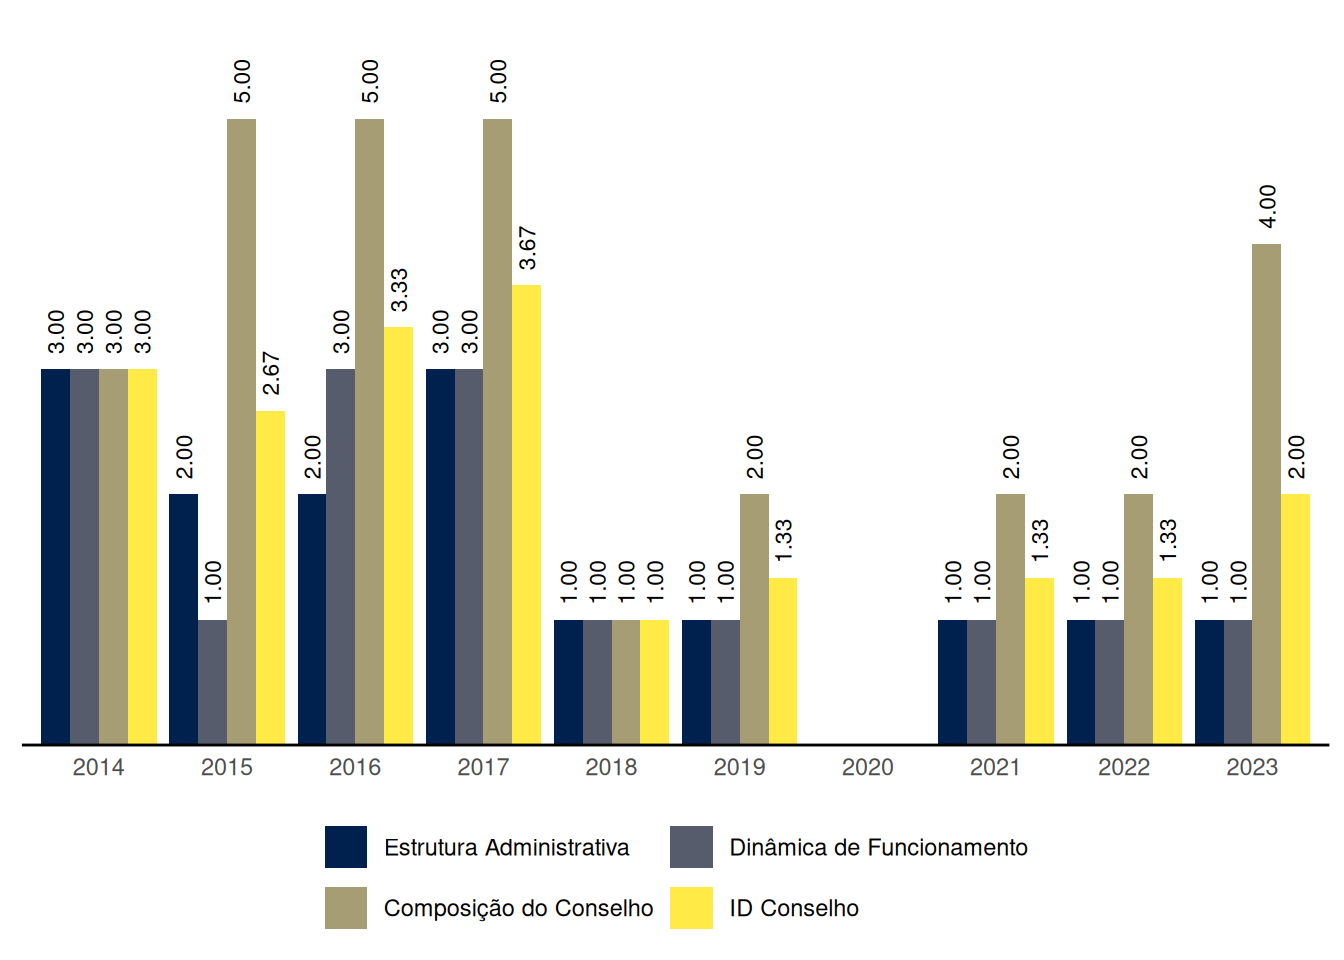 3.00 3.00 3.00 3.00
2.00 1.00 5.00 2.67
2.00 3.00 5.00 3.33
3.00 3.00 5.00 3.67
1.00 1.00 1.00 1.00
1.00 1.00 2.00 1.33
1.00 1.00 2.00 1.33
1.00 1.00 2.00 1.33
1.00 1.00 4.00 2.00
2014 2015 2016 2017 2018 2019 2020 2021 2022 2023
Estrutura Administrativa Dinâmica de Funcionamento
Composição do Conselho ID Conselho